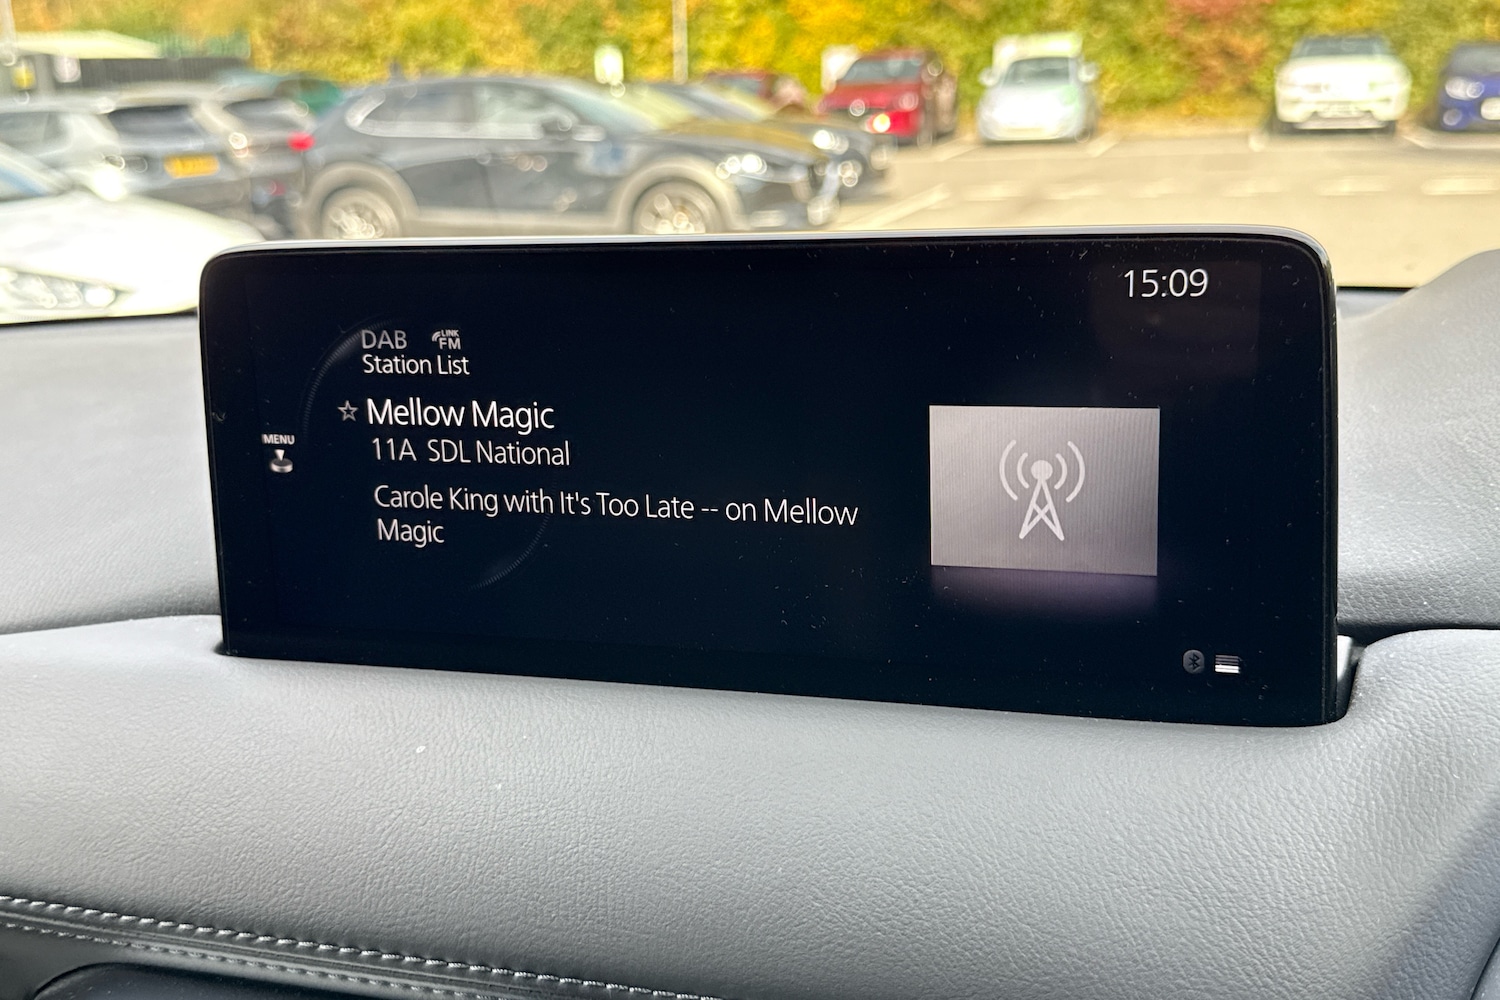 15:09
DAB LINK FM
Station List
☆ Mellow Magic
MENU
11A SDL National
Carole King with It's Too Late -- on Mellow
Magic